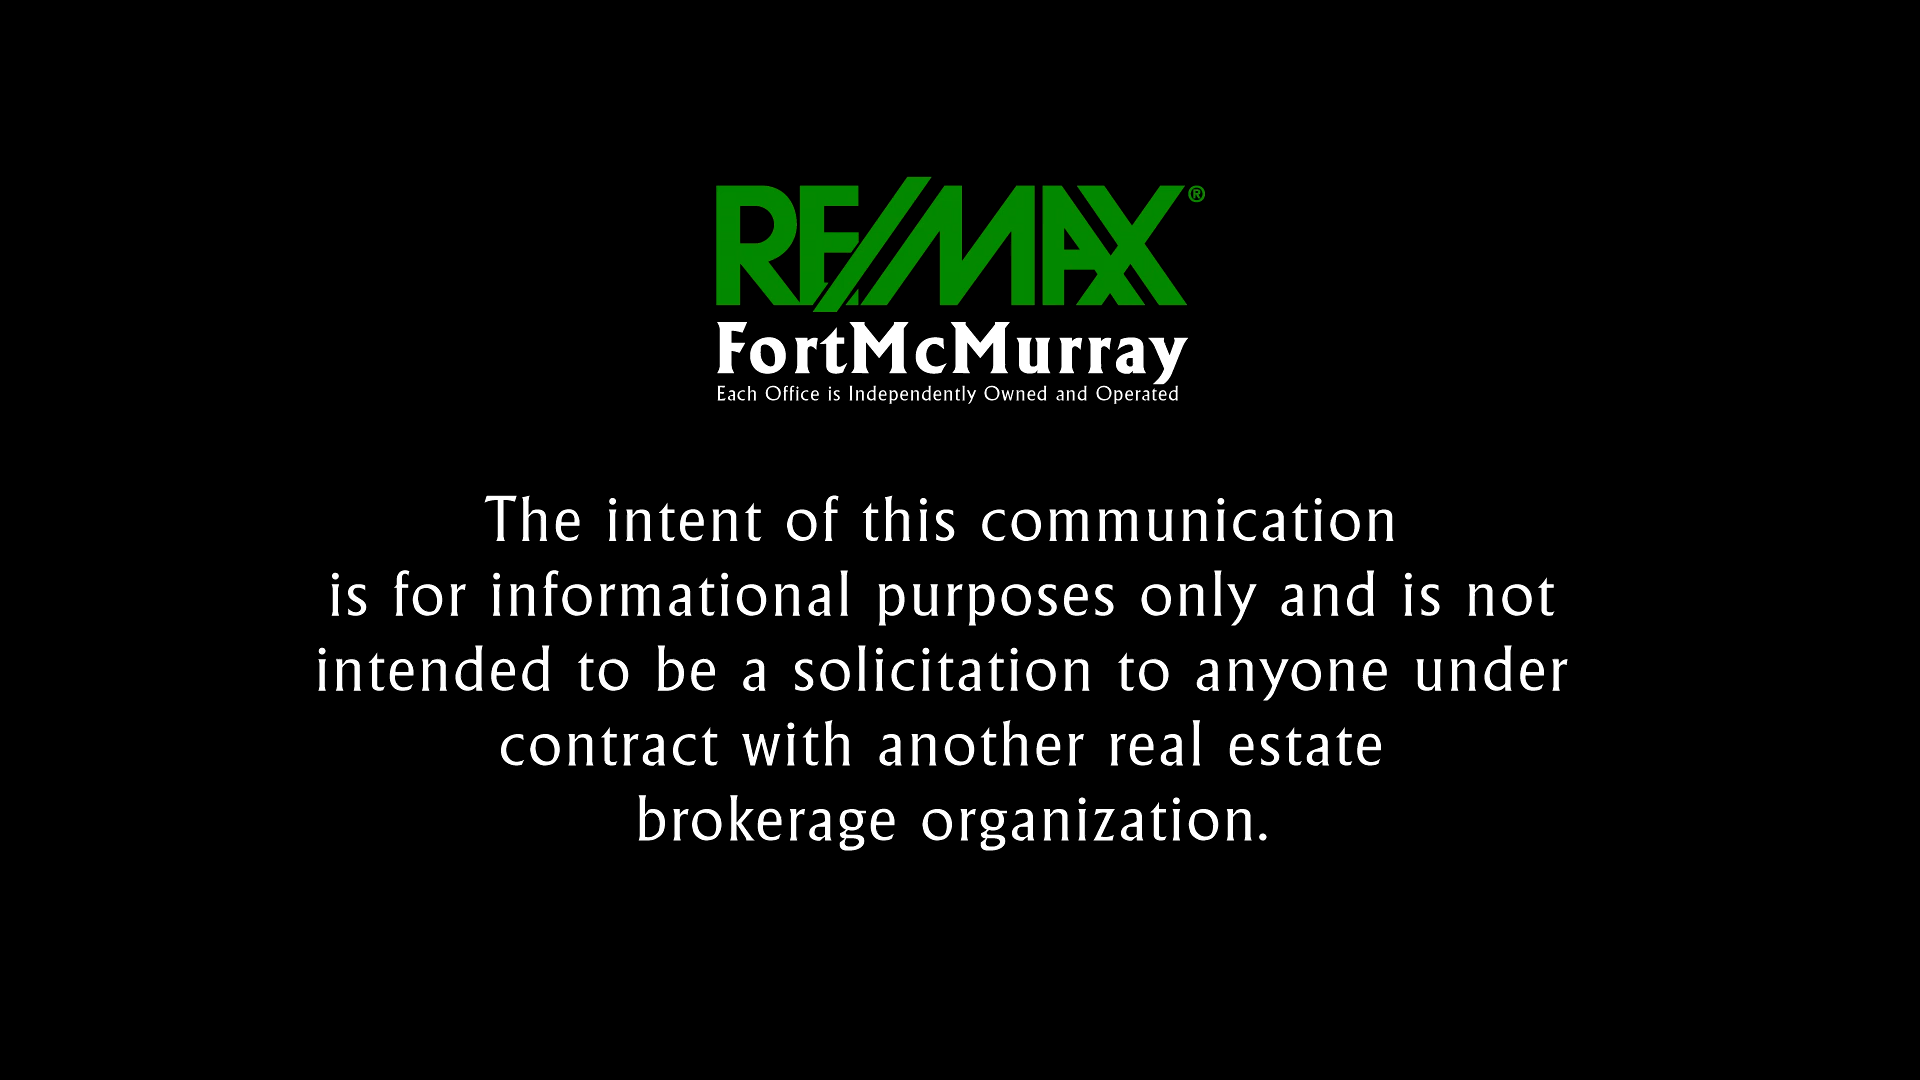 RE/MAX®
FortMcMurray
Each Office is Independently Owned and Operated
The intent of this communication
is for informational purposes only and is not
intended to be a solicitation to anyone under
contract with another real estate
brokerage organization.